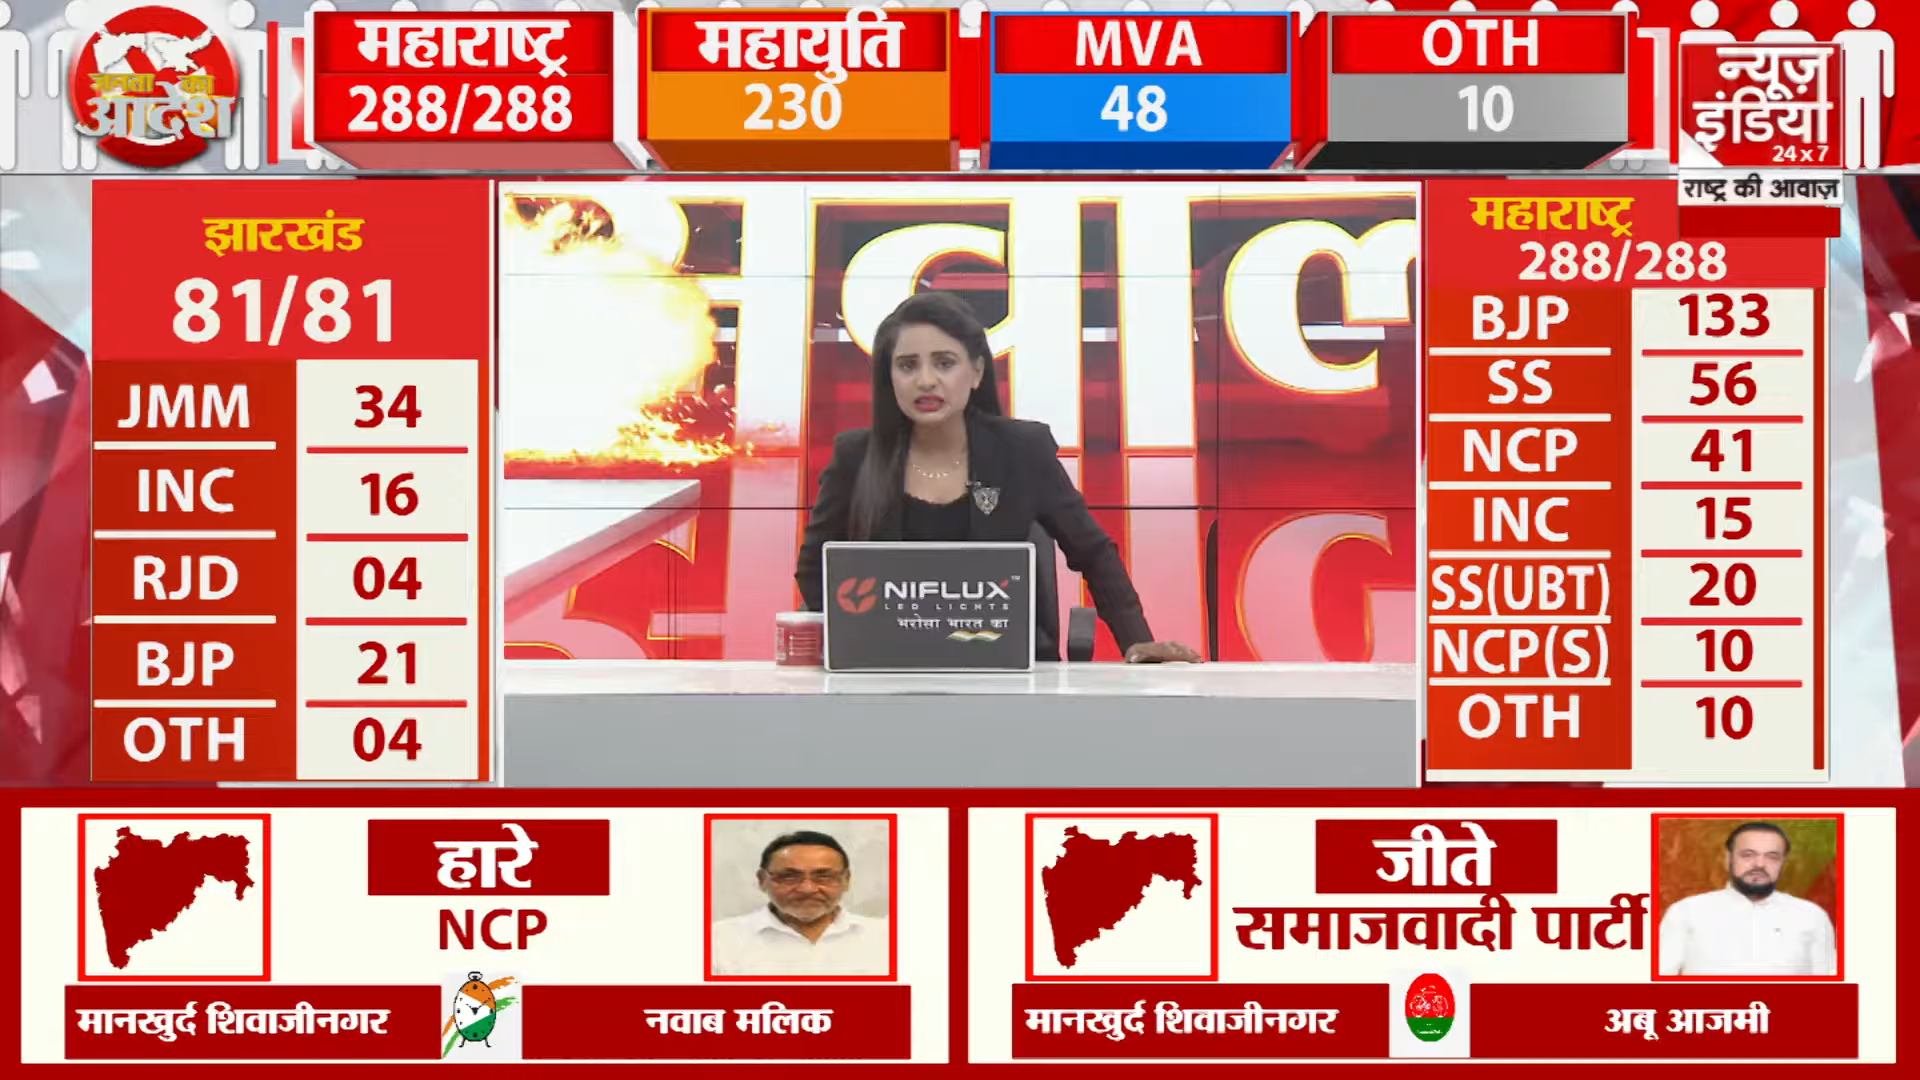 जनता का
आदेश
महाराष्ट्र
288/288
महायुति
230
MVA
48
OTH
10
न्यूज़
इंडिया
24x7
राष्ट्र की आवाज़
झारखंड
81/81
JMM 34
INC 16
RJD 04
BJP 21
OTH 04
महाराष्ट्र
288/288
BJP 133
SS 56
NCP 41
INC 15
SS(UBT) 20
NCP(S) 10
OTH 10
NIFLUX™
LED LIGHTS
भरोसा भारत का
हारे
NCP
मानखुर्द शिवाजीनगर
नवाब मलिक
जीते
समाजवादी पार्टी
मानखुर्द शिवाजीनगर
अबू आजमी